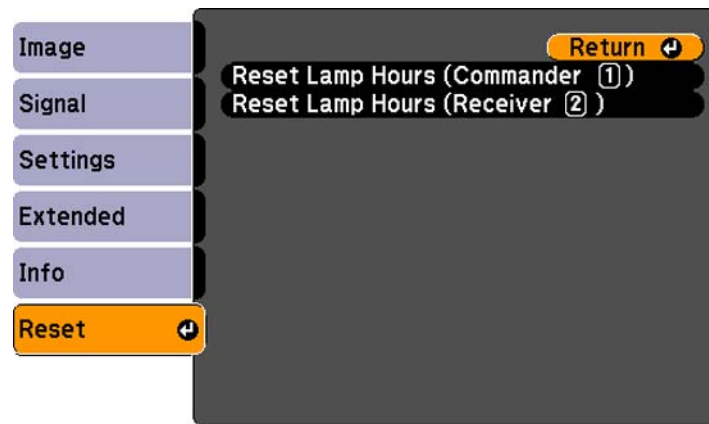 Image
Signal
Settings
Extended
Info
Reset
Return
Reset Lamp Hours (Commander 1)
Reset Lamp Hours (Receiver 2 )